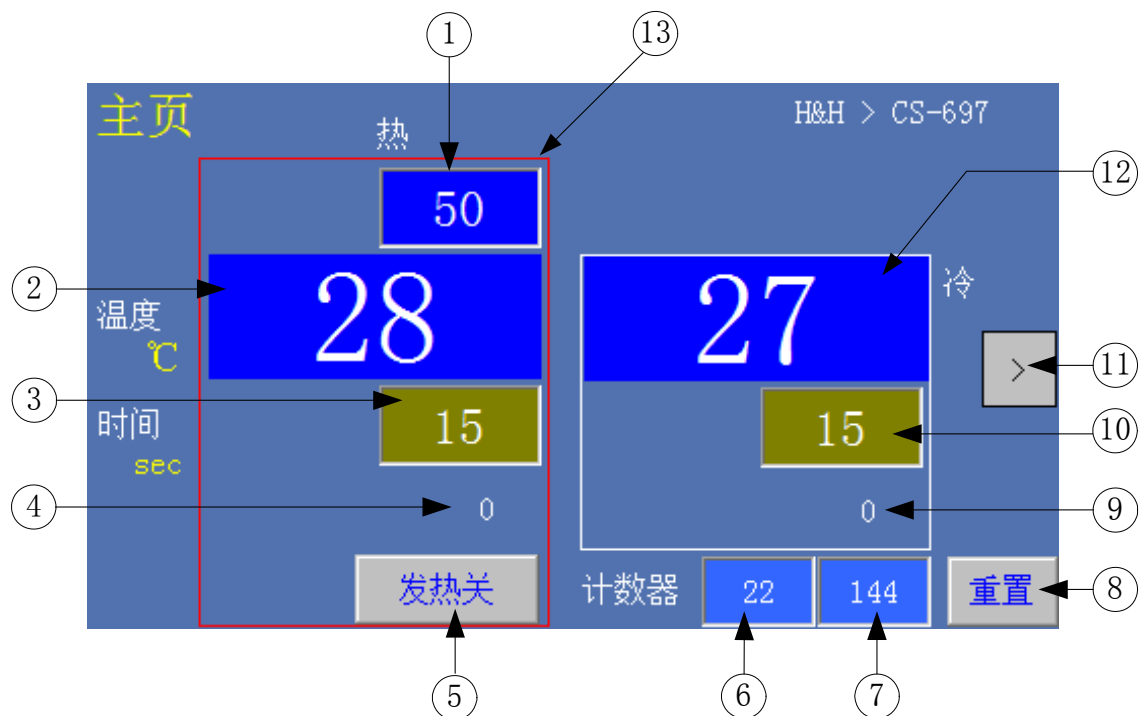 ① ⑬
主页 H&H > CS-697
热
50
⑫
② 28 27 冷
温度
℃
> ⑪
③ 15 15 ⑩
时间
sec
④ 0 0 ⑨
发热关 计数器 22 144 重置 ⑧
⑤ ⑥ ⑦